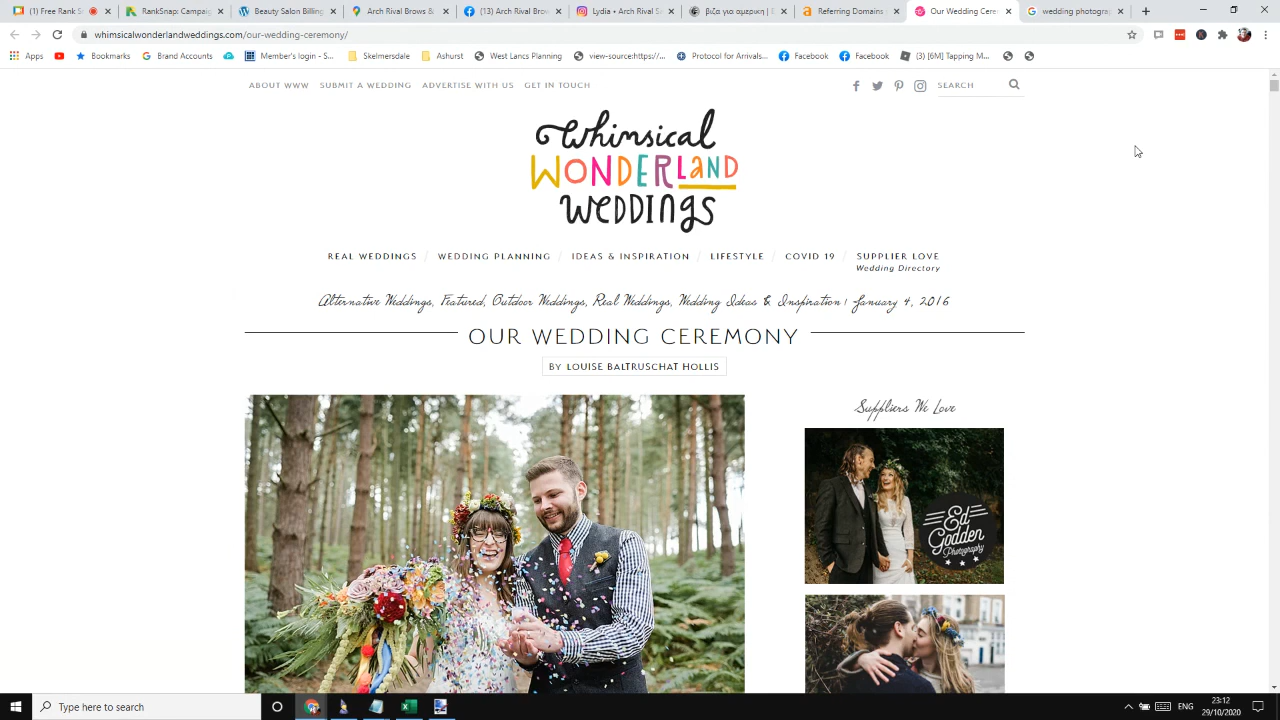 (1) Free Rank
RankSnap: Campaig
Beauty Salon Billing
Arch Rival Brows &
(13) Arch Rival Brow
Lydia • Arch Rival S
βιζα για αμερικη | Β
Referring Domains
Our Wedding Cere
wedding photograp
whimsicalwonderlandweddings.com/our-wedding-ceremony/
Apps
Bookmarks
Brand Accounts
Member's login - S...
Skelmersdale
Ashurst
West Lancs Planning
view-source:https://...
Protocol for Arrivals...
Facebook
Facebook
(3) [6M] Tapping M...
ABOUT WWW SUBMIT A WEDDING ADVERTISE WITH US GET IN TOUCH
SEARCH
Whimsical
WONDERLAND
WEDDINGS
REAL WEDDINGS / WEDDING PLANNING / IDEAS & INSPIRATION / LIFESTYLE / COVID 19 / SUPPLIER LOVE
Wedding Directory
Alternative Weddings, Featured, Outdoor Weddings, Real Weddings, Wedding Ideas & Inspiration | January 4, 2016
OUR WEDDING CEREMONY
BY LOUISE BALTRUSCHAT HOLLIS
Suppliers We Love
Ed
Godden
Photography
Type here to search
ENG
23:12
29/10/2020